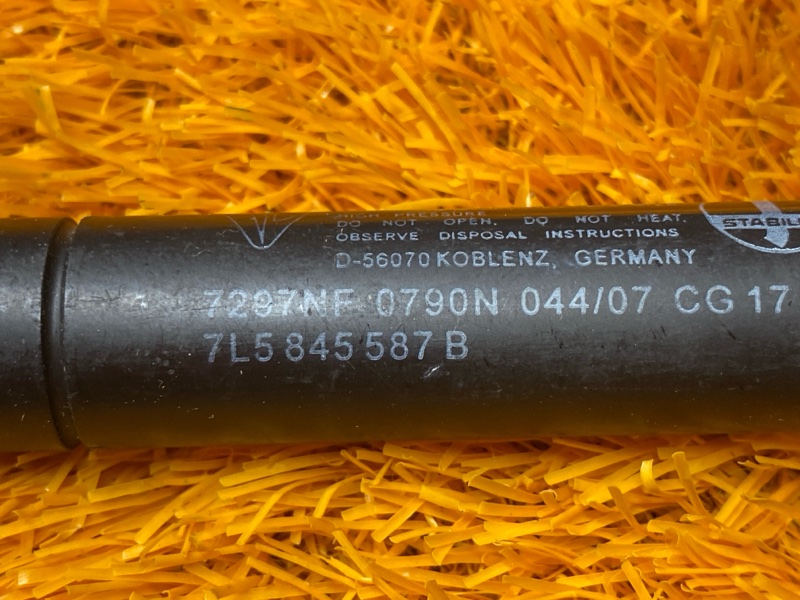 HIGH PRESSURE
DO NOT OPEN. DO NOT HEAT.
OBSERVE DISPOSAL INSTRUCTIONS
STABIL
D-56070 KOBLENZ, GERMANY
7297NF 0790N 044/07 CG 17
7L5 845 587 B